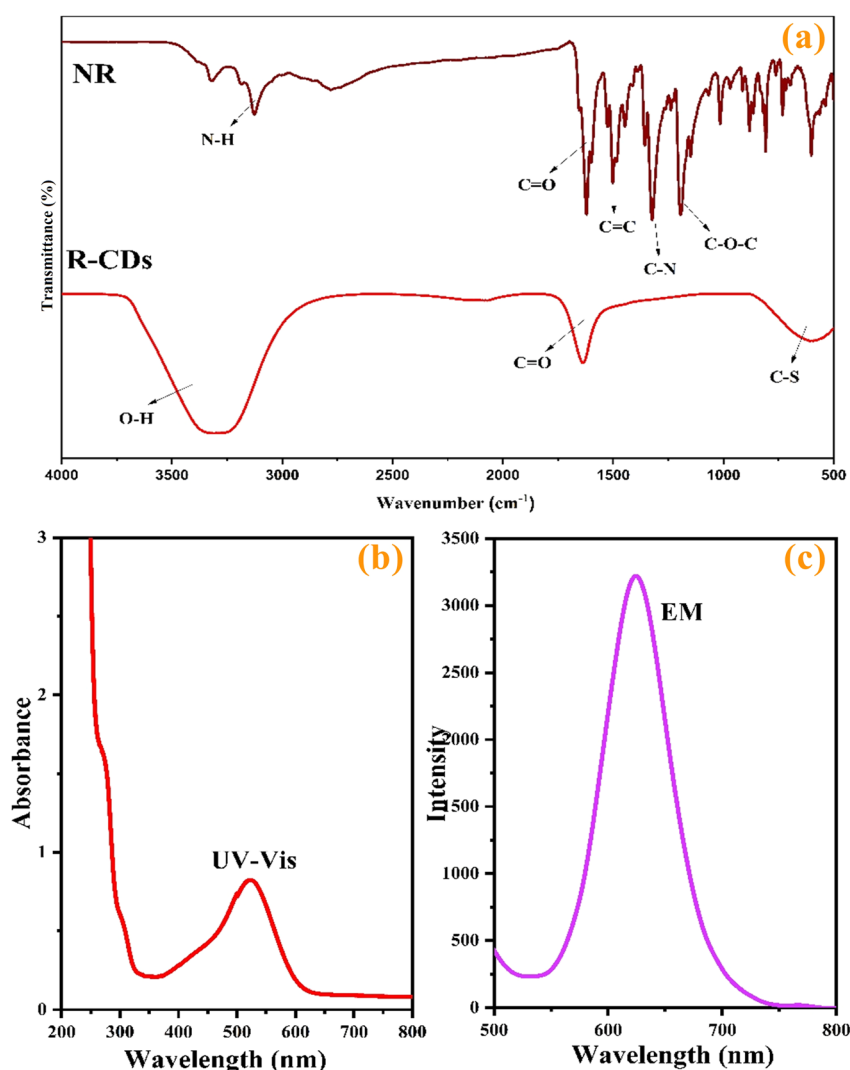 (a)
NR
N-H
C=O
C=C
C-O-C
C-N
Transmittance (%)
R-CDs
O-H
C=O
C-S
4000 3500 3000 2500 2000 1500 1000 500
Wavenumber (cm⁻¹)
(b)
3
2
1
0
Absorbance
UV-Vis
200 300 400 500 600 700 800
Wavelength (nm)
(c)
3500
3000
2500
2000
1500
1000
500
0
Intensity
EM
500 600 700 800
Wavelength (nm)